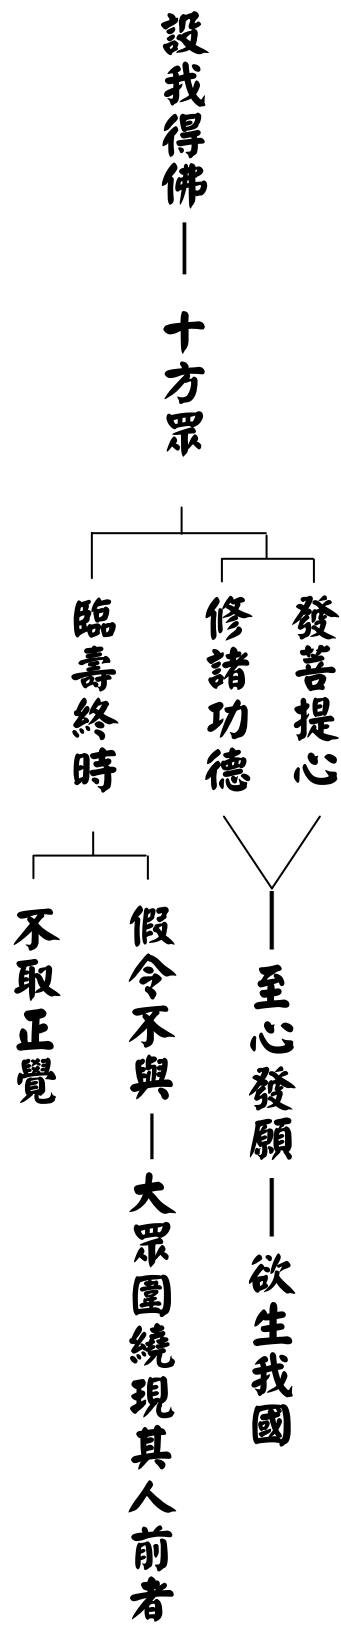 設我得佛
十方眾
發菩提心
修諸功德
至心發願
欲生我國
臨壽終時
假令不與
大眾圍繞現其人前者
不取正覺